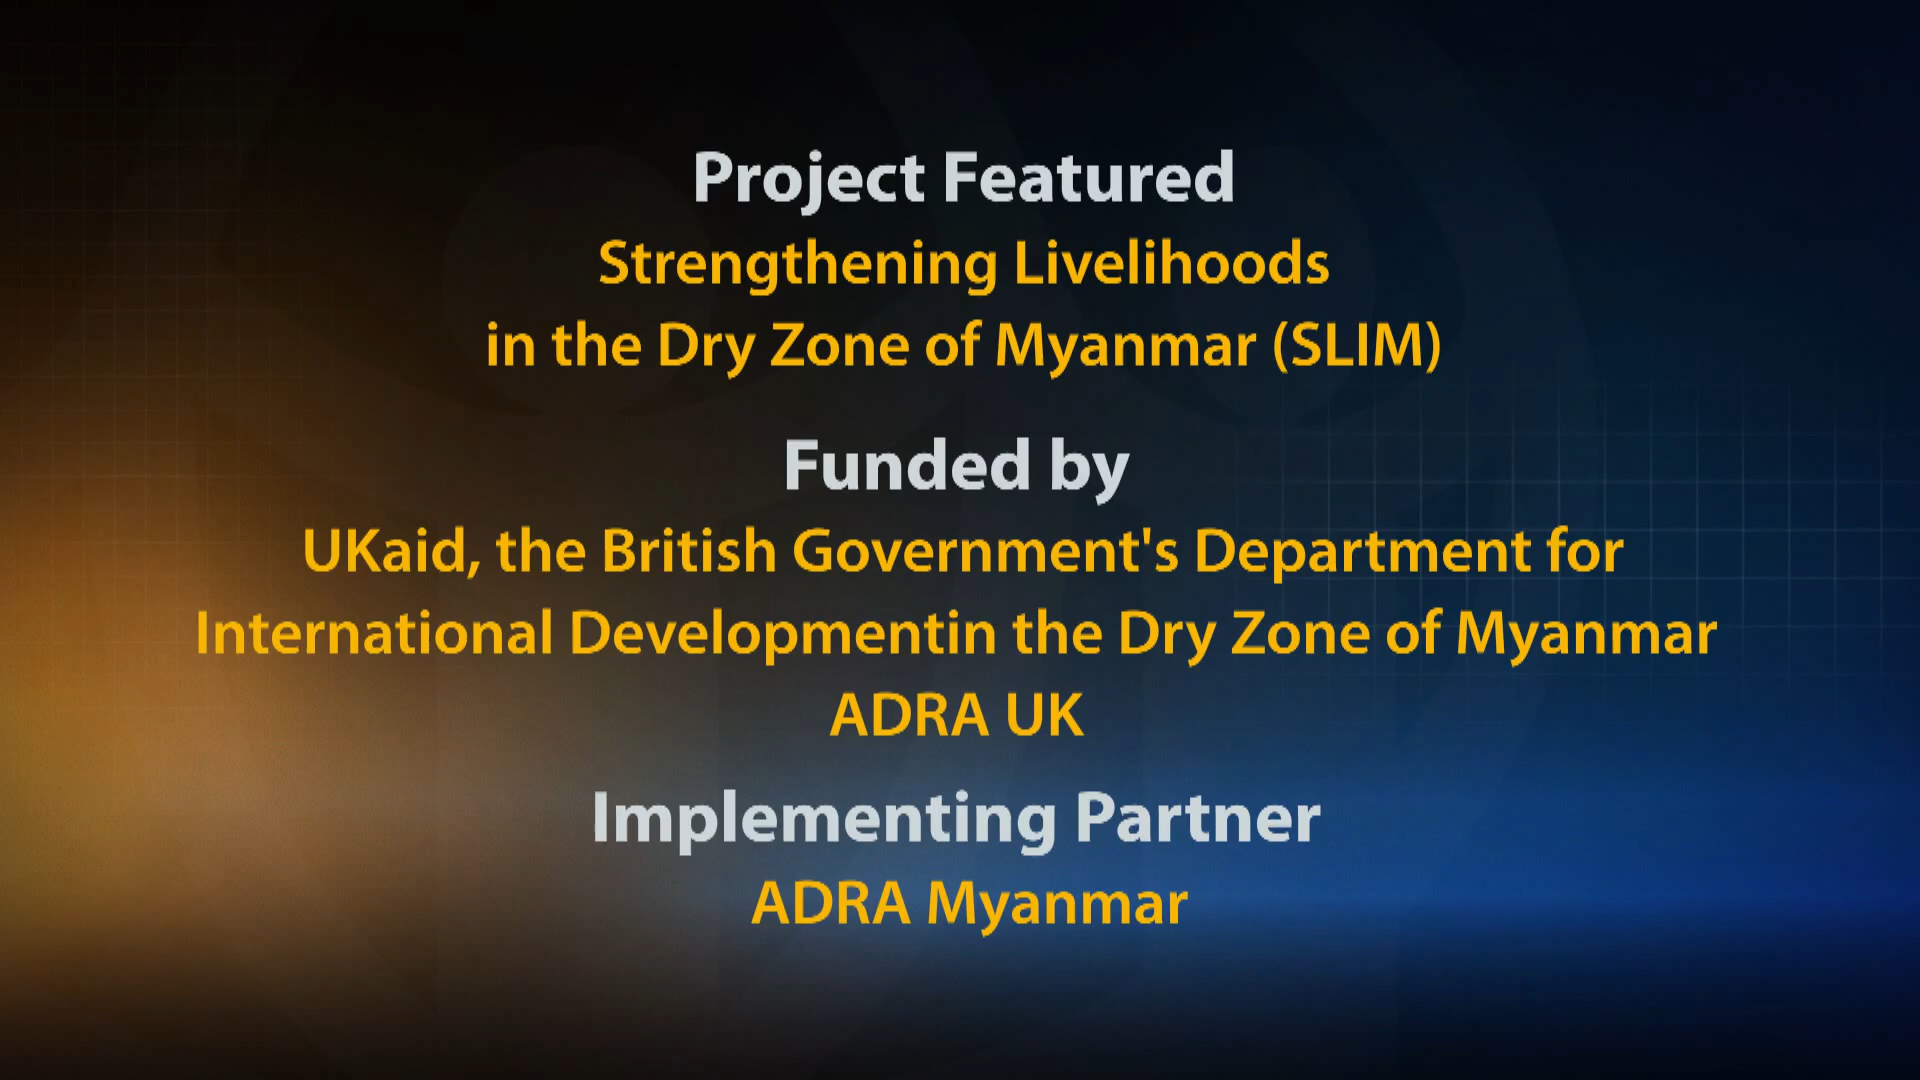 Project Featured
Strengthening Livelihoods
in the Dry Zone of Myanmar (SLIM)
Funded by
UKaid, the British Government's Department for
International Developmentin the Dry Zone of Myanmar
ADRA UK
Implementing Partner
ADRA Myanmar